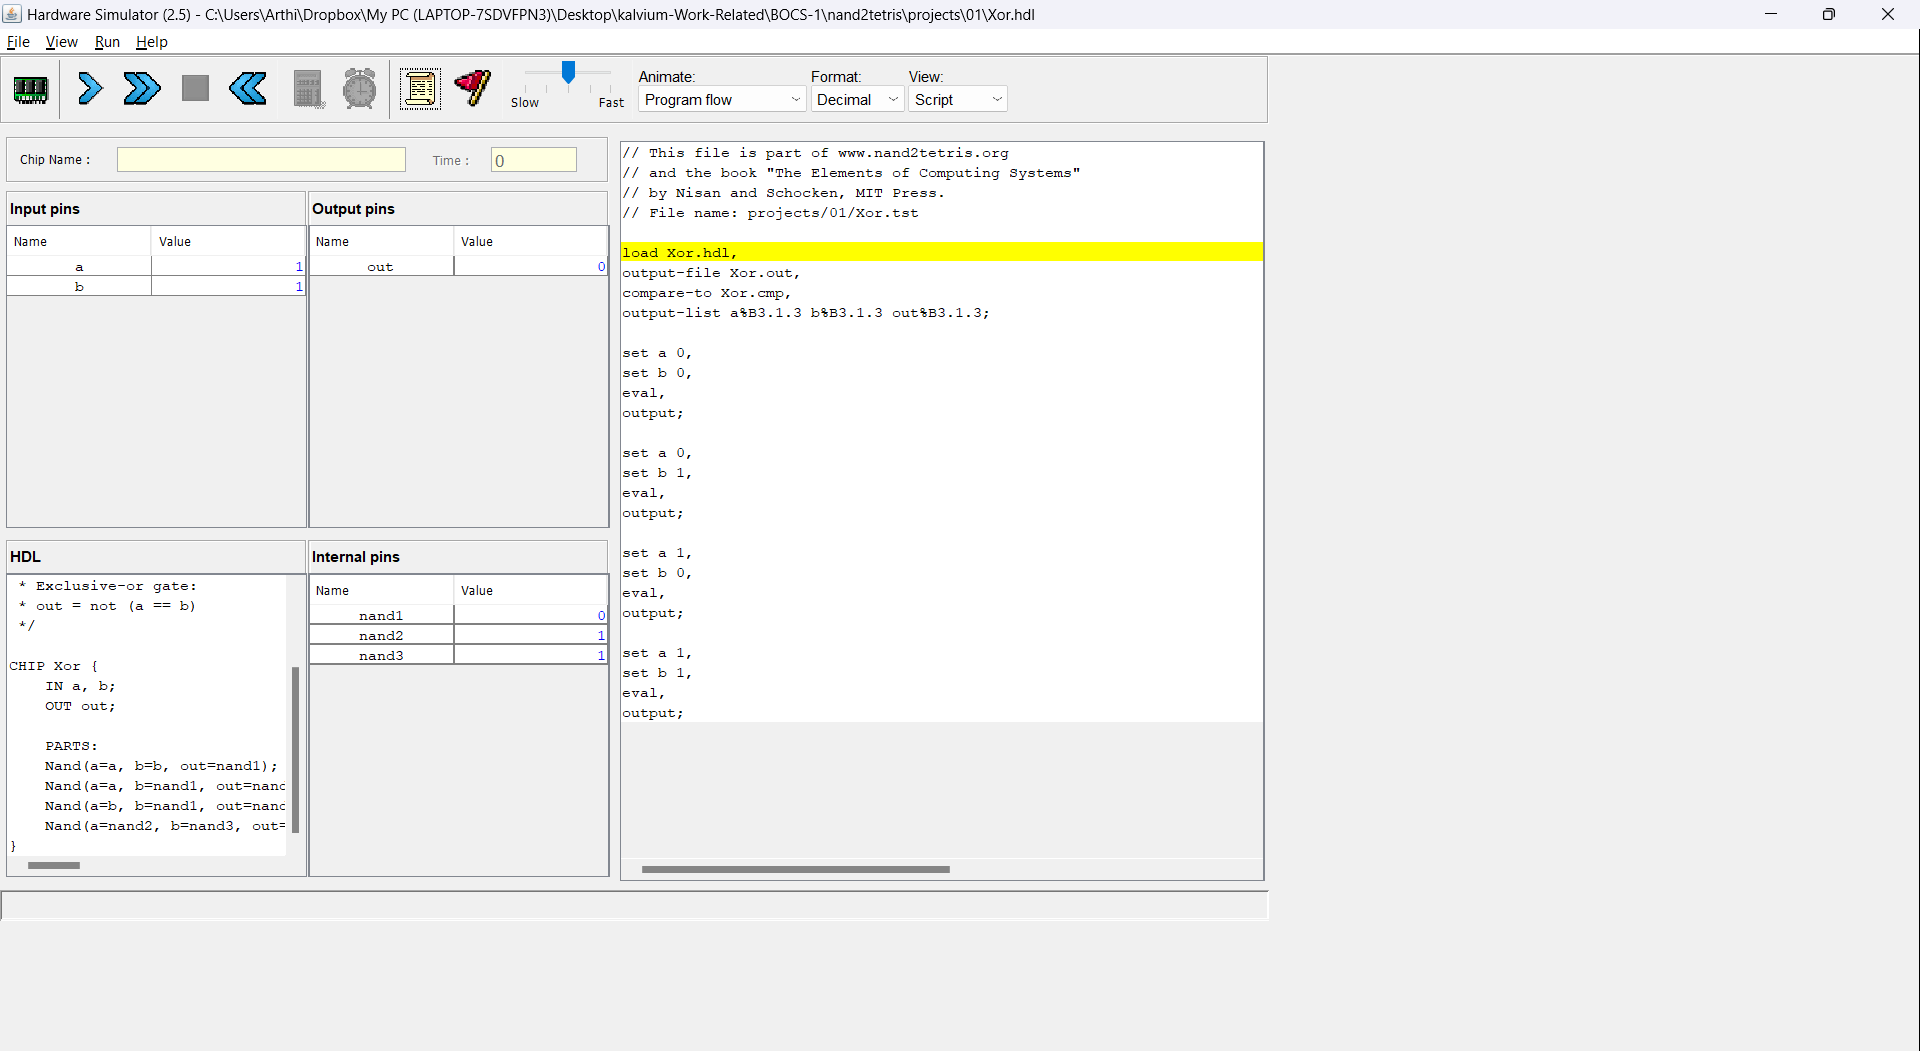 Hardware Simulator (2.5) - C:\Users\Arthi\Dropbox\My PC (LAPTOP-7SDVFPN3)\Desktop\kalvium-Work-Related\BOCS-1\nand2tetris\projects\01\Xor.hdl
File View Run Help
Slow Fast
Animate: Format: View:
Program flow Decimal Script
Chip Name : Time : 0
Input pins Output pins
Name Value Name Value
a 1 out 0
b 1
HDL Internal pins
* Exclusive-or gate:
* out = not (a == b)
*/
CHIP Xor {
IN a, b;
OUT out;
PARTS:
Nand(a=a, b=b, out=nand1);
Nand(a=a, b=nand1, out=nand
Nand(a=b, b=nand1, out=nand
Nand(a=nand2, b=nand3, out=
}
Name Value
nand1 0
nand2 1
nand3 1
// This file is part of www.nand2tetris.org
// and the book "The Elements of Computing Systems"
// by Nisan and Schocken, MIT Press.
// File name: projects/01/Xor.tst
load Xor.hdl,
output-file Xor.out,
compare-to Xor.cmp,
output-list a%B3.1.3 b%B3.1.3 out%B3.1.3;
set a 0,
set b 0,
eval,
output;
set a 0,
set b 1,
eval,
output;
set a 1,
set b 0,
eval,
output;
set a 1,
set b 1,
eval,
output;